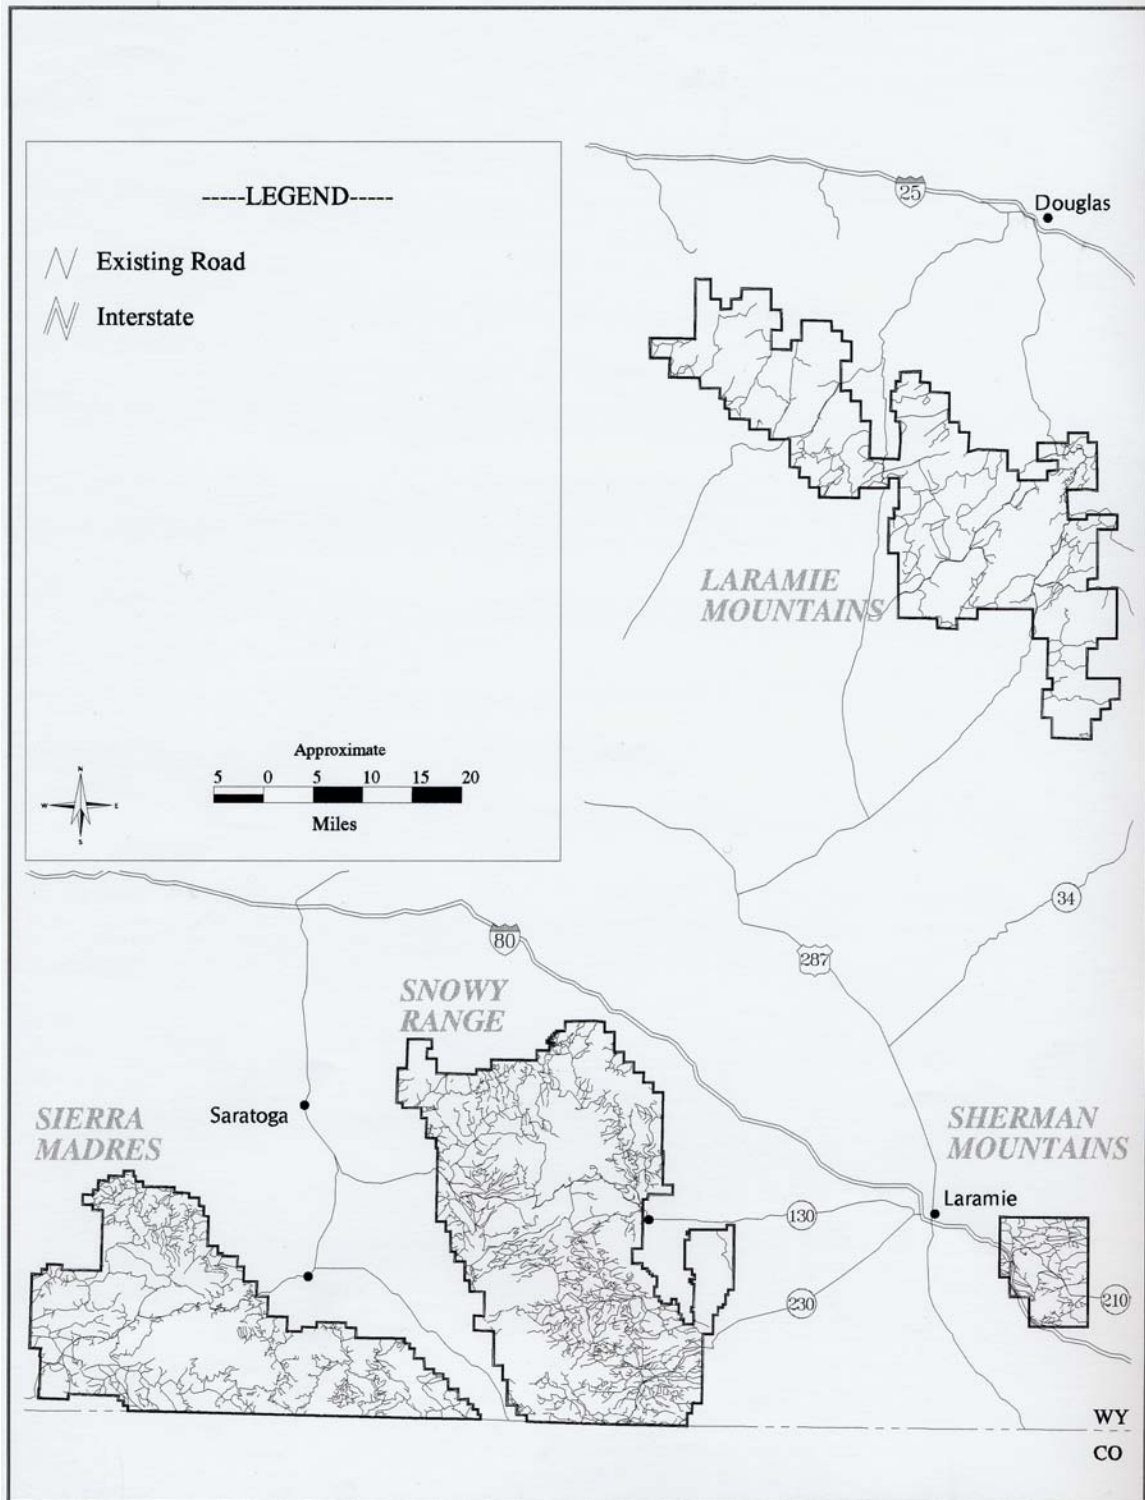 -----LEGEND-----
Existing Road
Interstate
Approximate
5 0 5 10 15 20
Miles
N
W E
S
25
Douglas
LARAMIE
MOUNTAINS
34
80
287
SNOWY
RANGE
SIERRA
MADRES
Saratoga
SHERMAN
MOUNTAINS
Laramie
130
230
210
WY
CO